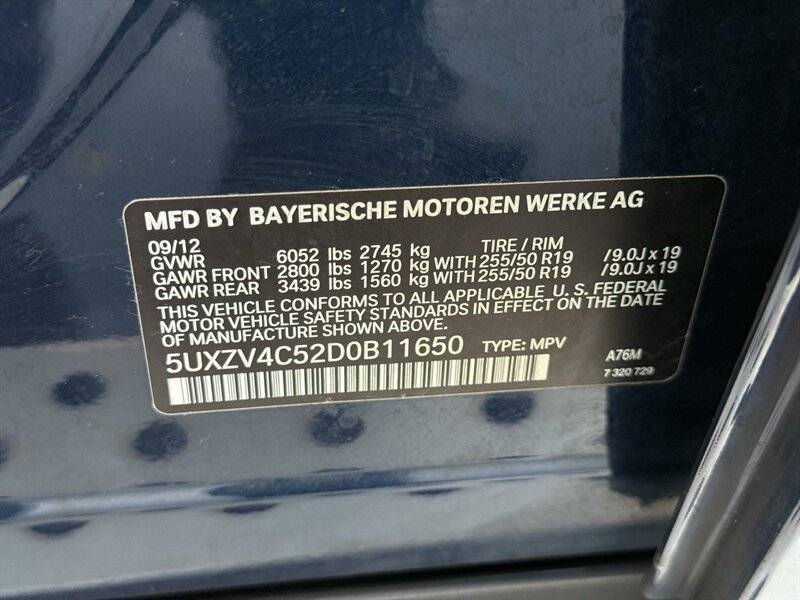 MFD BY BAYERISCHE MOTOREN WERKE AG
09/12 TIRE / RIM
GVWR 6052 lbs 2745 kg
GAWR FRONT 2800 lbs 1270 kg WITH 255/50 R19 /9.0J x 19
GAWR REAR 3439 lbs 1560 kg WITH 255/50 R19 /9.0J x 19
THIS VEHICLE CONFORMS TO ALL APPLICABLE U. S. FEDERAL
MOTOR VEHICLE SAFETY STANDARDS IN EFFECT ON THE DATE
OF MANUFACTURE SHOWN ABOVE.
5UXZV4C52D0B11650 TYPE: MPV
A76M
7 320 729